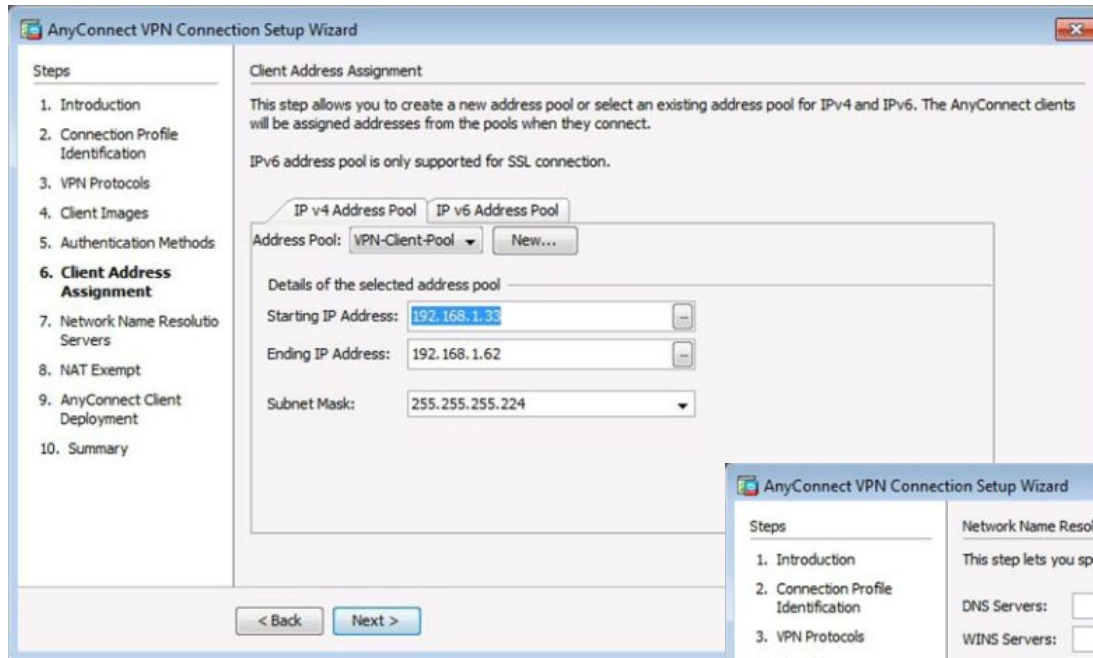 AnyConnect VPN Connection Setup Wizard
Steps
1. Introduction
2. Connection Profile
Identification
3. VPN Protocols
4. Client Images
5. Authentication Methods
6. Client Address
Assignment
7. Network Name Resolutio
Servers
8. NAT Exempt
9. AnyConnect Client
Deployment
10. Summary
Client Address Assignment
This step allows you to create a new address pool or select an existing address pool for IPv4 and IPv6. The AnyConnect clients
will be assigned addresses from the pools when they connect.
IPv6 address pool is only supported for SSL connection.
IP v4 Address Pool IP v6 Address Pool
Address Pool: VPN-Client-Pool New...
Details of the selected address pool
Starting IP Address: 192.168.1.33 ...
Ending IP Address: 192.168.1.62 ...
Subnet Mask: 255.255.255.224
< Back Next >
AnyConnect VPN Connection Setup Wizard
Steps
1. Introduction
2. Connection Profile
Identification
3. VPN Protocols
Network Name Resol
This step lets you sp
DNS Servers:
WINS Servers: